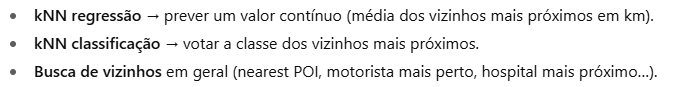 • kNN regressão → prever um valor contínuo (média dos vizinhos mais próximos em km).
• kNN classificação → votar a classe dos vizinhos mais próximos.
• Busca de vizinhos em geral (nearest POI, motorista mais perto, hospital mais próximo...).